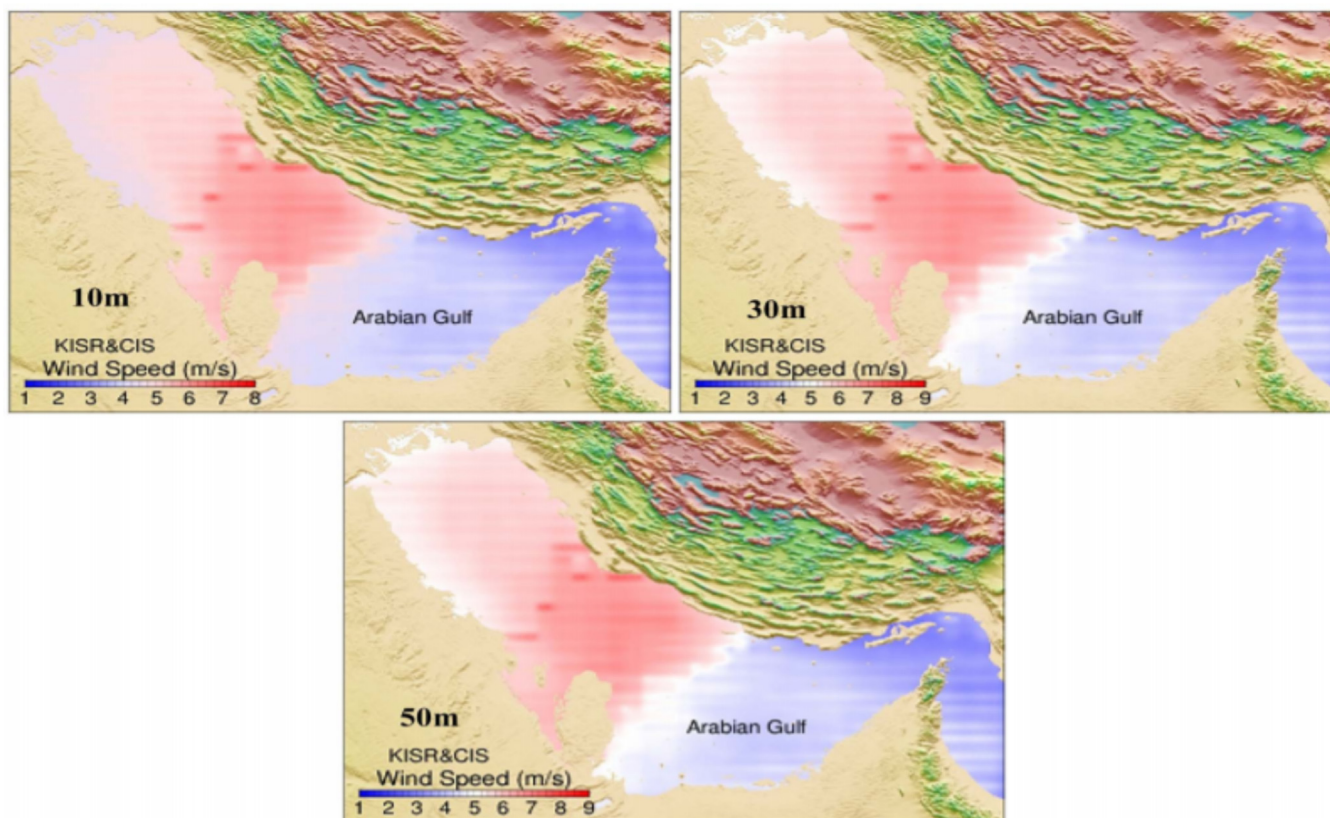 10m
Arabian Gulf
KISR&CIS
Wind Speed (m/s)
1 2 3 4 5 6 7 8
30m
Arabian Gulf
KISR&CIS
Wind Speed (m/s)
1 2 3 4 5 6 7 8 9
50m
Arabian Gulf
KISR&CIS
Wind Speed (m/s)
1 2 3 4 5 6 7 8 9